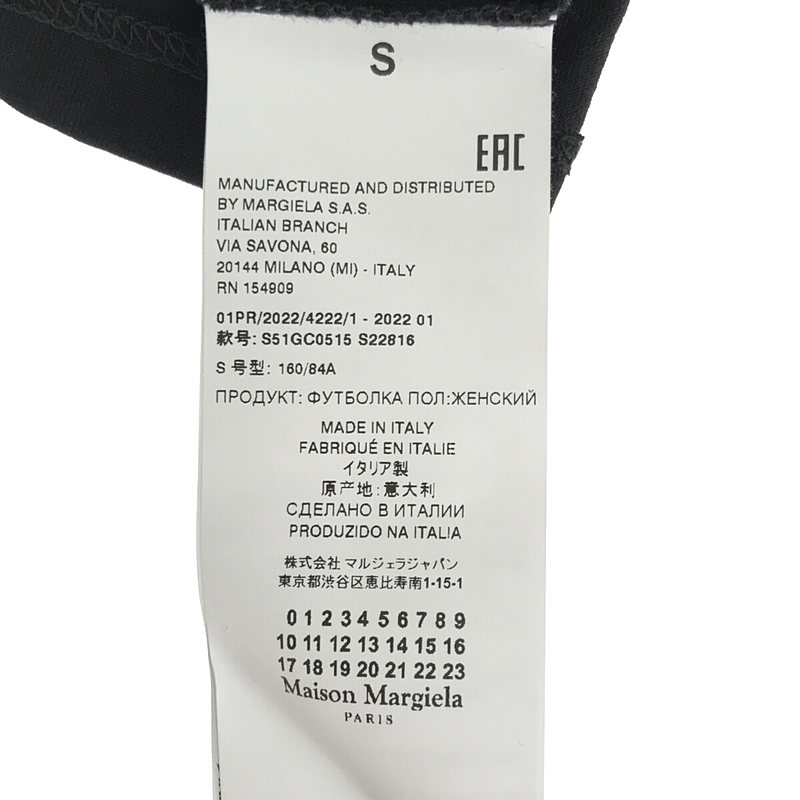 S
EAC
MANUFACTURED AND DISTRIBUTED
BY MARGIELA S.A.S.
ITALIAN BRANCH
VIA SAVONA, 60
20144 MILANO (MI) - ITALY
RN 154909
01PR/2022/4222/1 - 2022 01
款号: S51GC0515 S22816
S 号型: 160/84A
ПРОДУКТ: ФУТБОЛКА ПОЛ:ЖЕНСКИЙ
MADE IN ITALY
FABRIQUÉ EN ITALIE
イタリア製
原产地:意大利
СДЕЛАНО В ИТАЛИИ
PRODUZIDO NA ITALIA
株式会社 マルジェラジャパン
東京都渋谷区恵比寿南1-15-1
0 1 2 3 4 5 6 7 8 9
10 11 12 13 14 15 16
17 18 19 20 21 22 23
Maison Margiela
PARIS